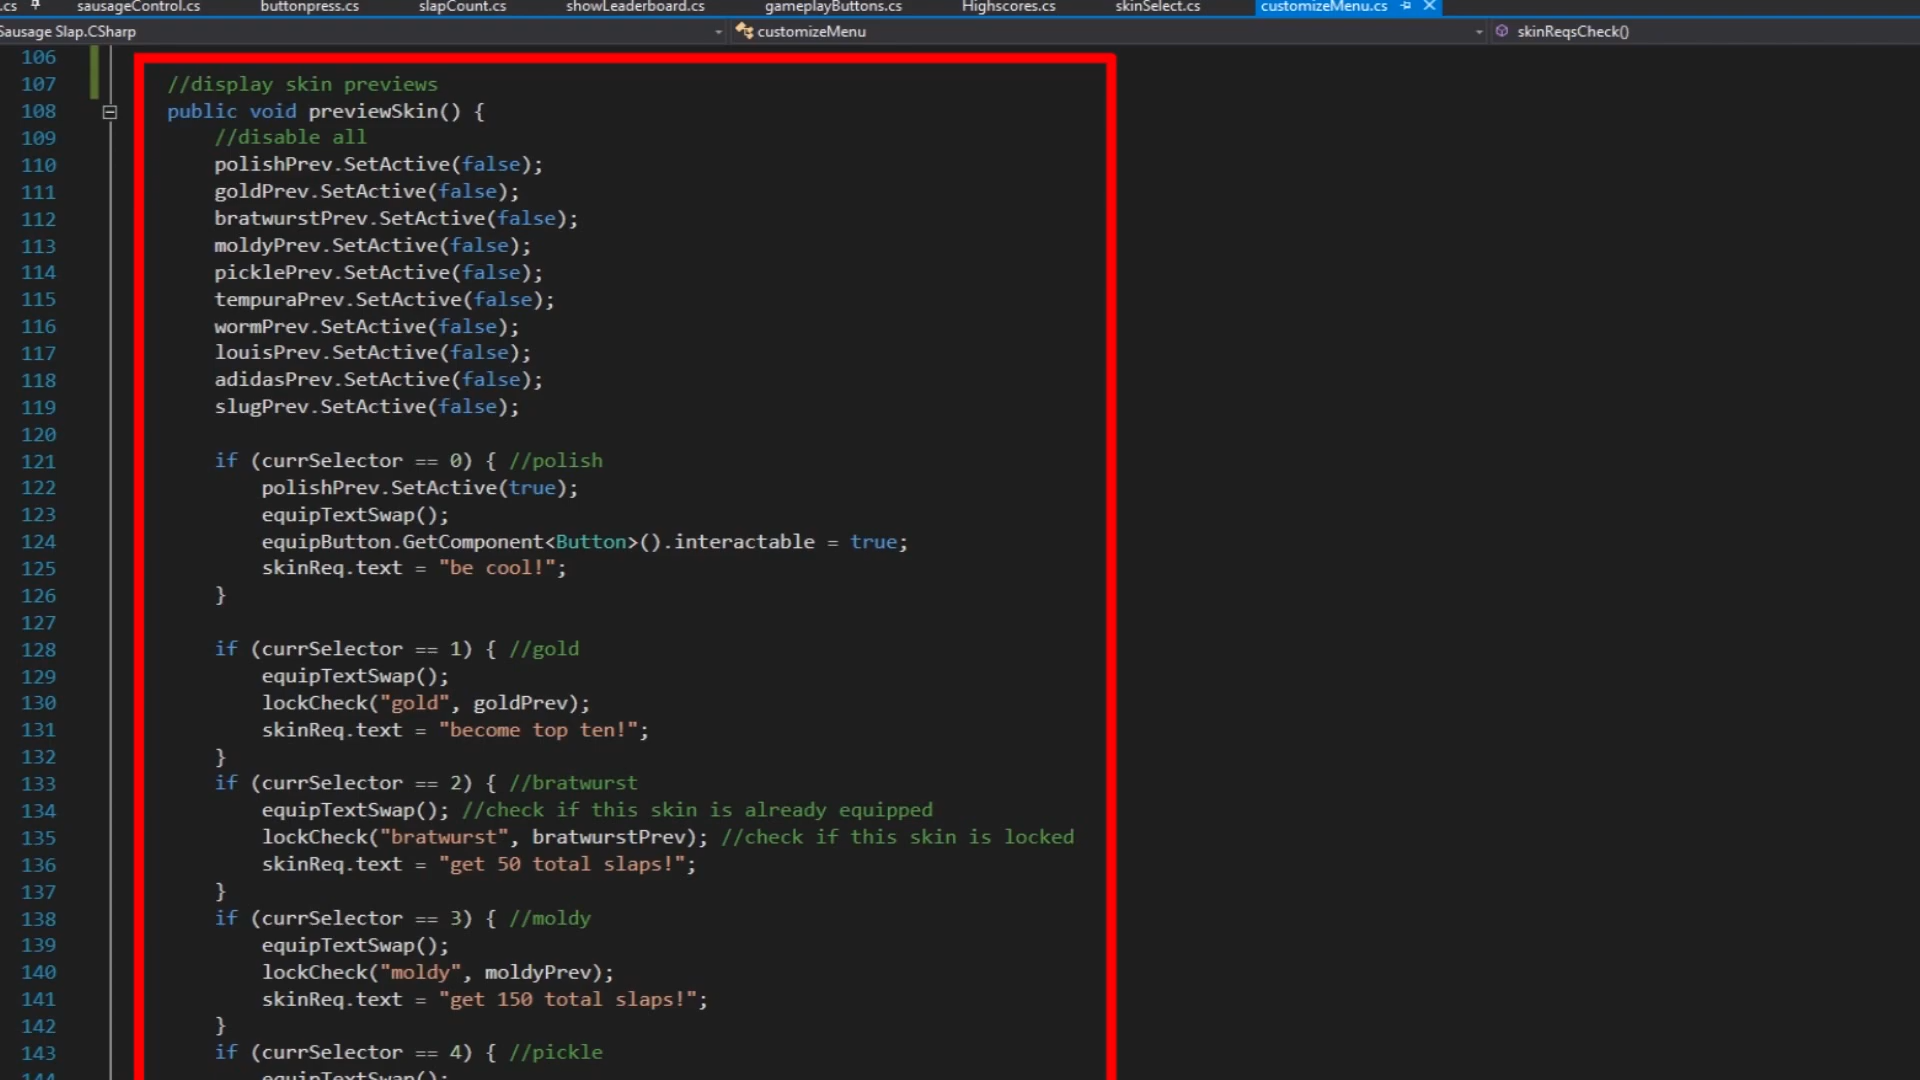 .cs
sausageControl.cs
buttonpress.cs
slapCount.cs
showLeaderboard.cs
gameplayButtons.cs
Highscores.cs
skinSelect.cs
customizeMenu.cs
Sausage Slap.CSharp
customizeMenu
skinReqsCheck()
106
107 //display skin previews
108 public void previewSkin() {
109 //disable all
110 polishPrev.SetActive(false);
111 goldPrev.SetActive(false);
112 bratwurstPrev.SetActive(false);
113 moldyPrev.SetActive(false);
114 picklePrev.SetActive(false);
115 tempuraPrev.SetActive(false);
116 wormPrev.SetActive(false);
117 louisPrev.SetActive(false);
118 adidasPrev.SetActive(false);
119 slugPrev.SetActive(false);
120
121 if (currSelector == 0) { //polish
122 polishPrev.SetActive(true);
123 equipTextSwap();
124 equipButton.GetComponent<Button>().interactable = true;
125 skinReq.text = "be cool!";
126 }
127
128 if (currSelector == 1) { //gold
129 equipTextSwap();
130 lockCheck("gold", goldPrev);
131 skinReq.text = "become top ten!";
132 }
133 if (currSelector == 2) { //bratwurst
134 equipTextSwap(); //check if this skin is already equipped
135 lockCheck("bratwurst", bratwurstPrev); //check if this skin is locked
136 skinReq.text = "get 50 total slaps!";
137 }
138 if (currSelector == 3) { //moldy
139 equipTextSwap();
140 lockCheck("moldy", moldyPrev);
141 skinReq.text = "get 150 total slaps!";
142 }
143 if (currSelector == 4) { //pickle
144 equipTextSwap();